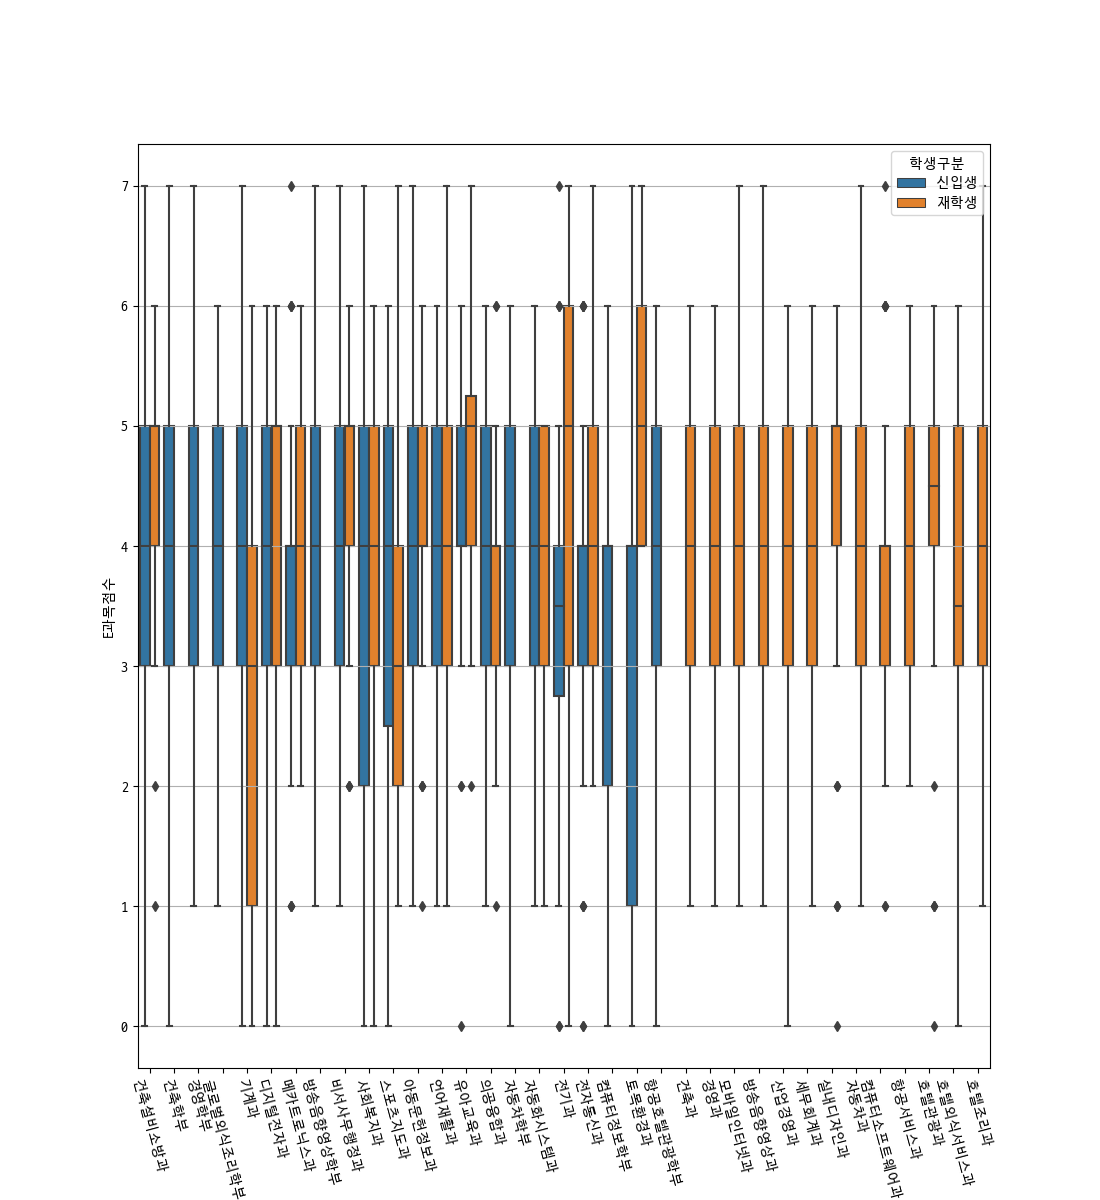 학생구분
신입생
재학생
7
6
5
4
3
2
1
0
E과목점수
건축설비소방과
건축학부
경영학부
글로벌외식조리학부
기계과
디지털전자과
메카트로닉스과
방송음향영상학부
비서사무행정과
사회복지과
스포츠지도과
아동문헌정보과
언어재활과
유아교육과
의공융합과
자동차학부
자동화시스템과
전기과
전자통신과
컴퓨터정보학부
토목환경과
항공호텔관광학부
건축과
경영과
모바일인터넷과
방송음향영상과
산업경영과
세무회계과
실내디자인과
자동차과
컴퓨터소프트웨어과
항공서비스과
호텔관광과
호텔외식서비스과
호텔조리과